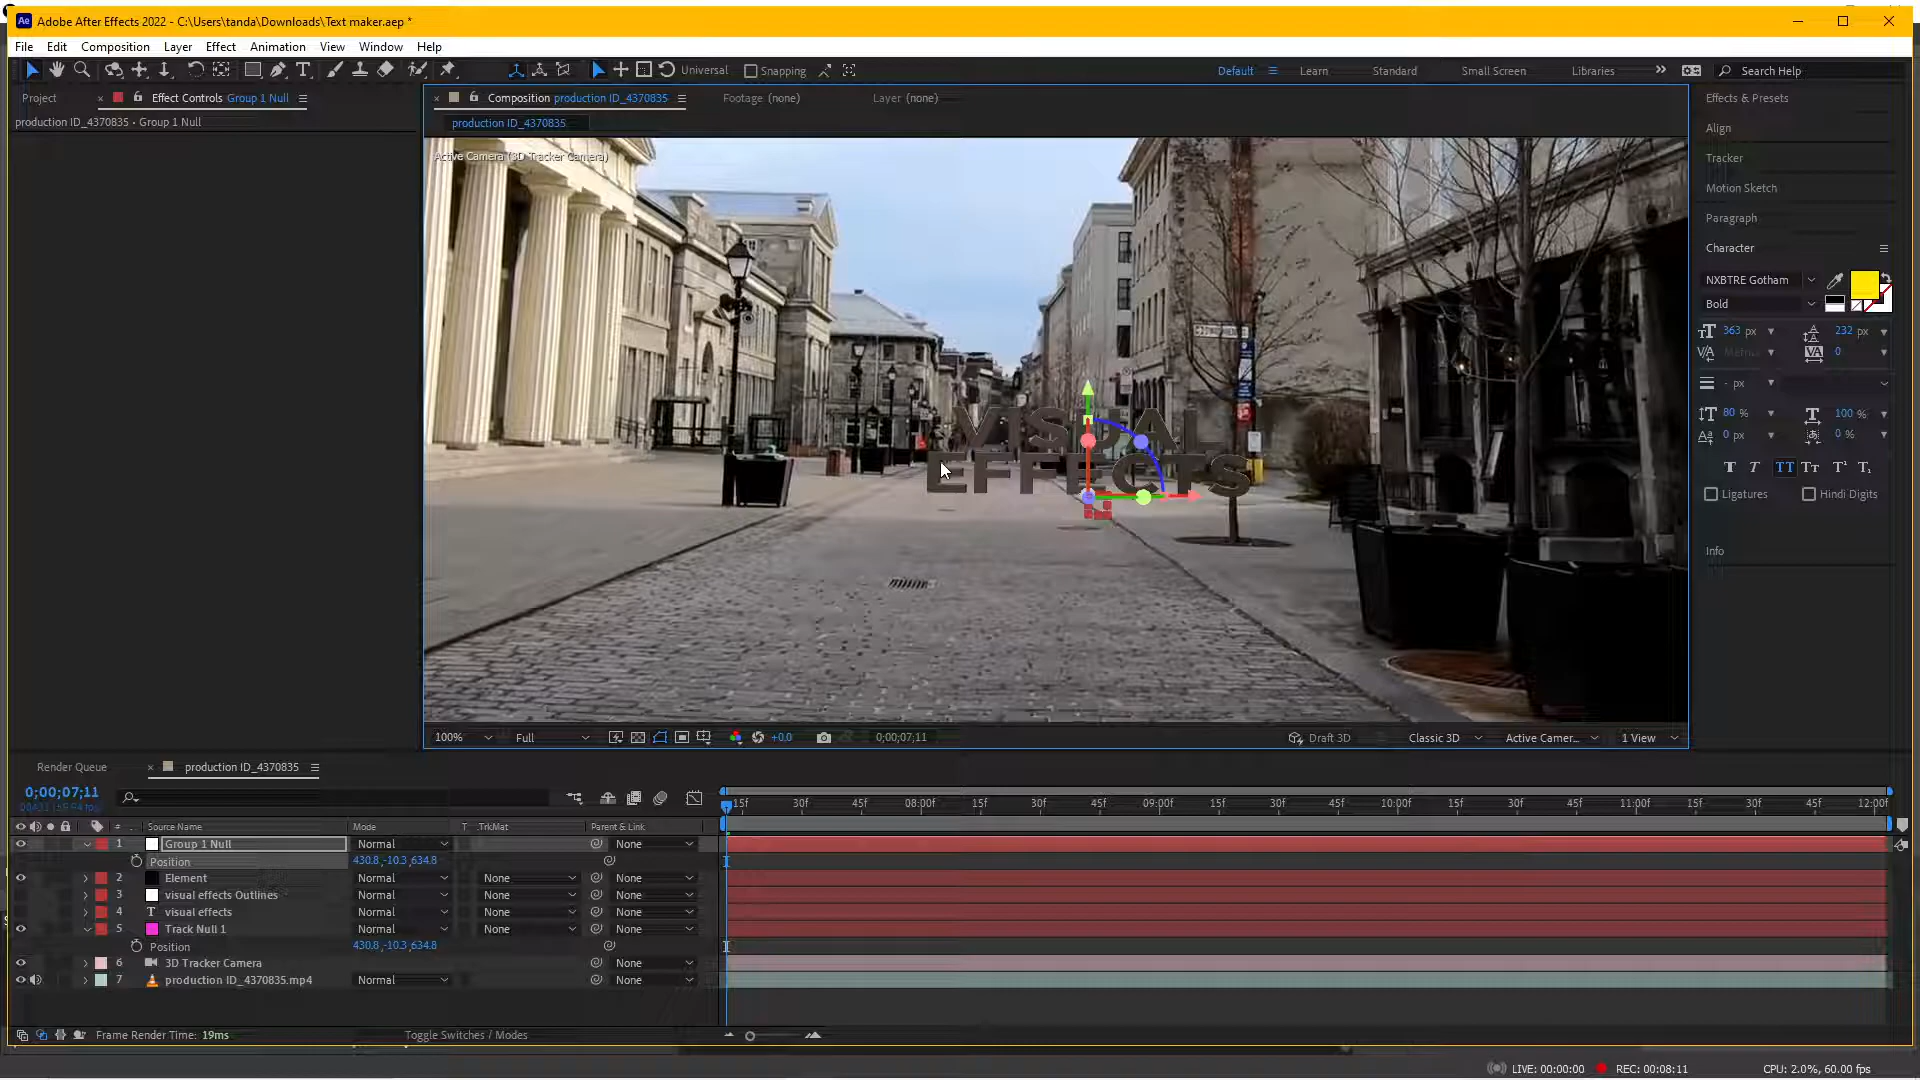 Adobe After Effects 2022 - C:\Users\tanda\Downloads\Text maker.aep *
File Edit Composition Layer Effect Animation View Window Help
Universal Snapping Default Learn Standard Small Screen Libraries Search Help
Project Effect Controls Group 1 Null Composition production ID_4370835 Footage (none) Layer (none)
production ID_4370835 • Group 1 Null
production ID_4370835
Active Camera (3D Tracker Camera)
VISUAL
EFFECTS
Effects & Presets
Align
Tracker
Motion Sketch
Paragraph
Character
NXBTRE Gotham
Bold
363 px 232 px
Metrics 0
- px
80 % 100 %
0 px 0 %
Ligatures Hindi Digits
Info
100% Full +0.0 0;00;07;11 Draft 3D Classic 3D Active Camer... 1 View
Render Queue production ID_4370835
0;00;07;11
:15f 30f 45f 08:00f 15f 30f 45f 09:00f 15f 30f 45f 10:00f 15f 30f 45f 11:00f 15f 30f 45f 12:00f
# Source Name Mode T .TrkMat Parent & Link
1 Group 1 Null Normal None
Position 430.8,-10.3,634.8
2 Element Normal None None
3 visual effects Outlines Normal None None
4 T visual effects Normal None None
5 Track Null 1 Normal None None
Position 430.8,-10.3,634.8
6 3D Tracker Camera None
7 production ID_4370835.mp4 Normal None
Frame Render Time: 19ms Toggle Switches / Modes
LIVE: 00:00:00 REC: 00:08:11 CPU: 2.0%, 60.00 fps